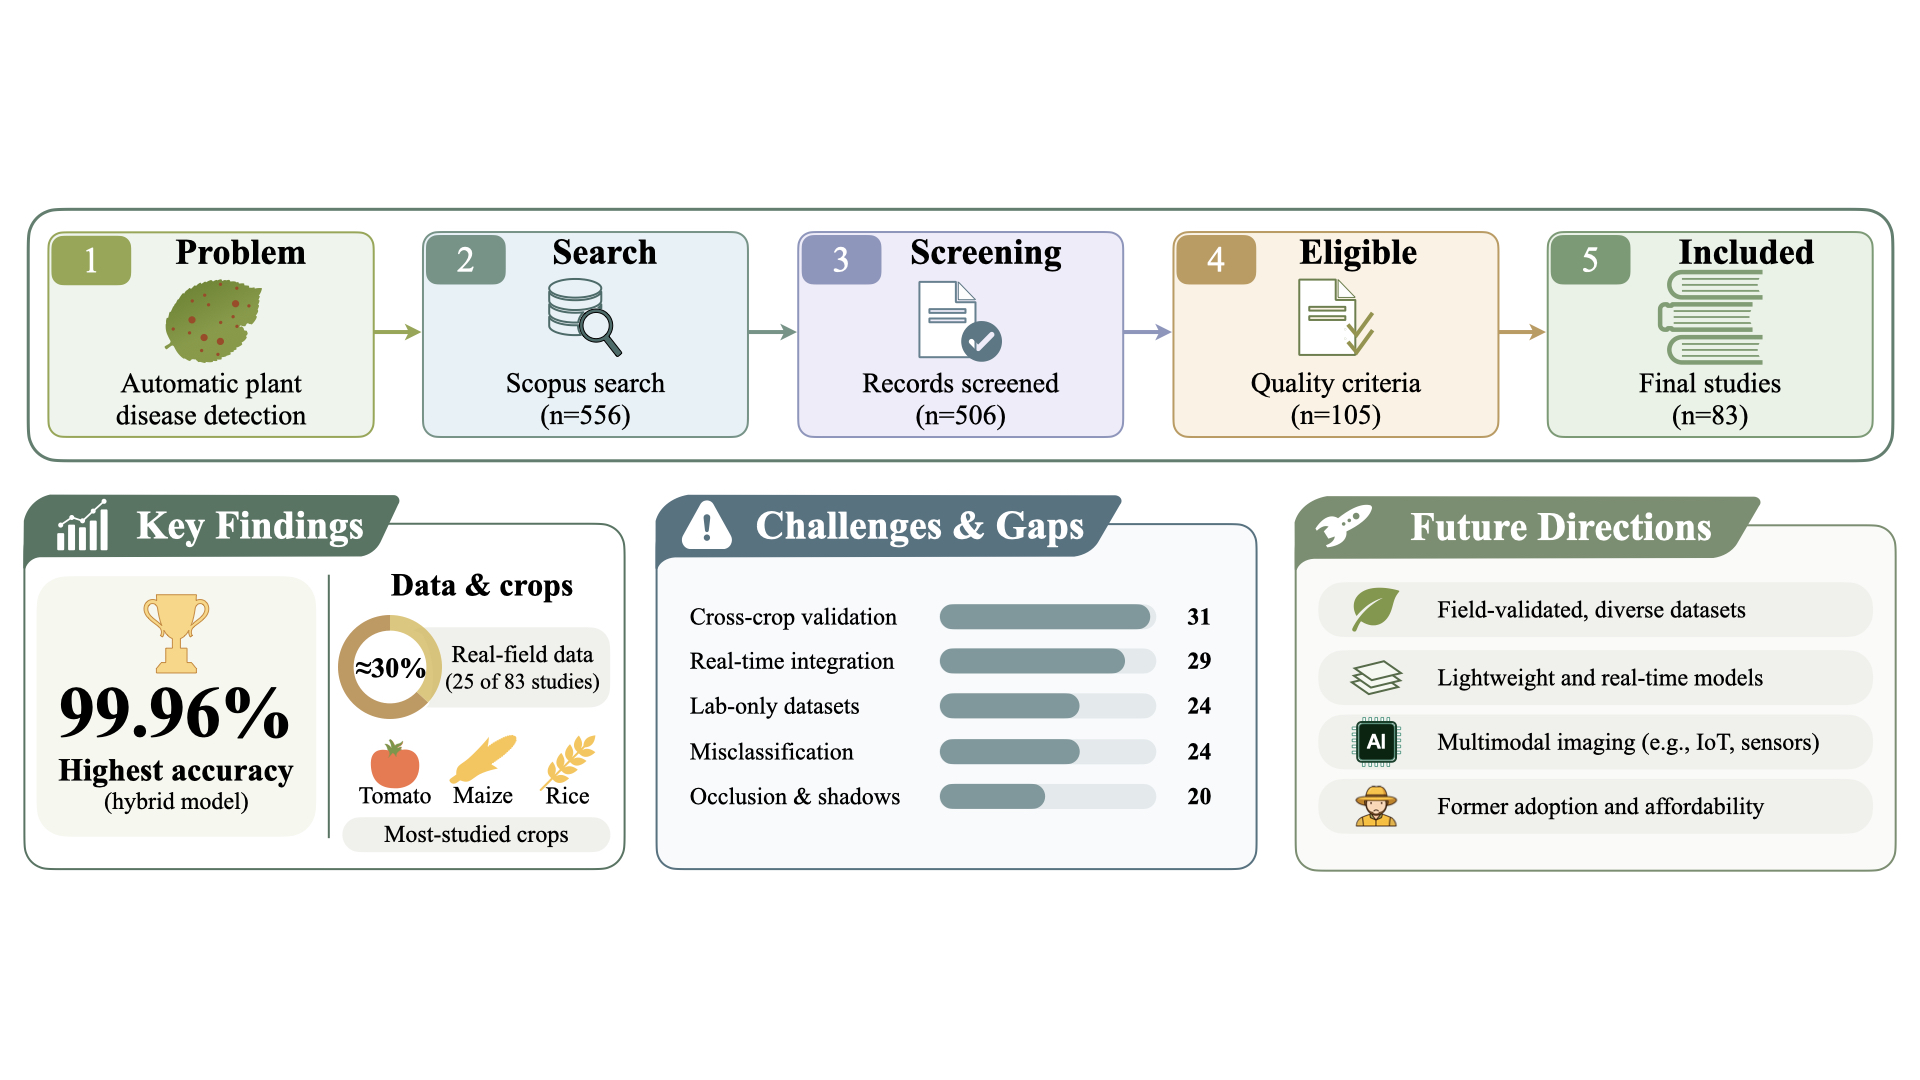 1
Problem
Automatic plant
disease detection
2
Search
Scopus search
(n=556)
3
Screening
Records screened
(n=506)
4
Eligible
Quality criteria
(n=105)
5
Included
Final studies
(n=83)
Key Findings
99.96%
Highest accuracy
(hybrid model)
Data & crops
≈30%
Real-field data
(25 of 83 studies)
Tomato Maize Rice
Most-studied crops
Challenges & Gaps
Cross-crop validation 31
Real-time integration 29
Lab-only datasets 24
Misclassification 24
Occlusion & shadows 20
Future Directions
Field-validated, diverse datasets
Lightweight and real-time models
AI Multimodal imaging (e.g., IoT, sensors)
Former adoption and affordability